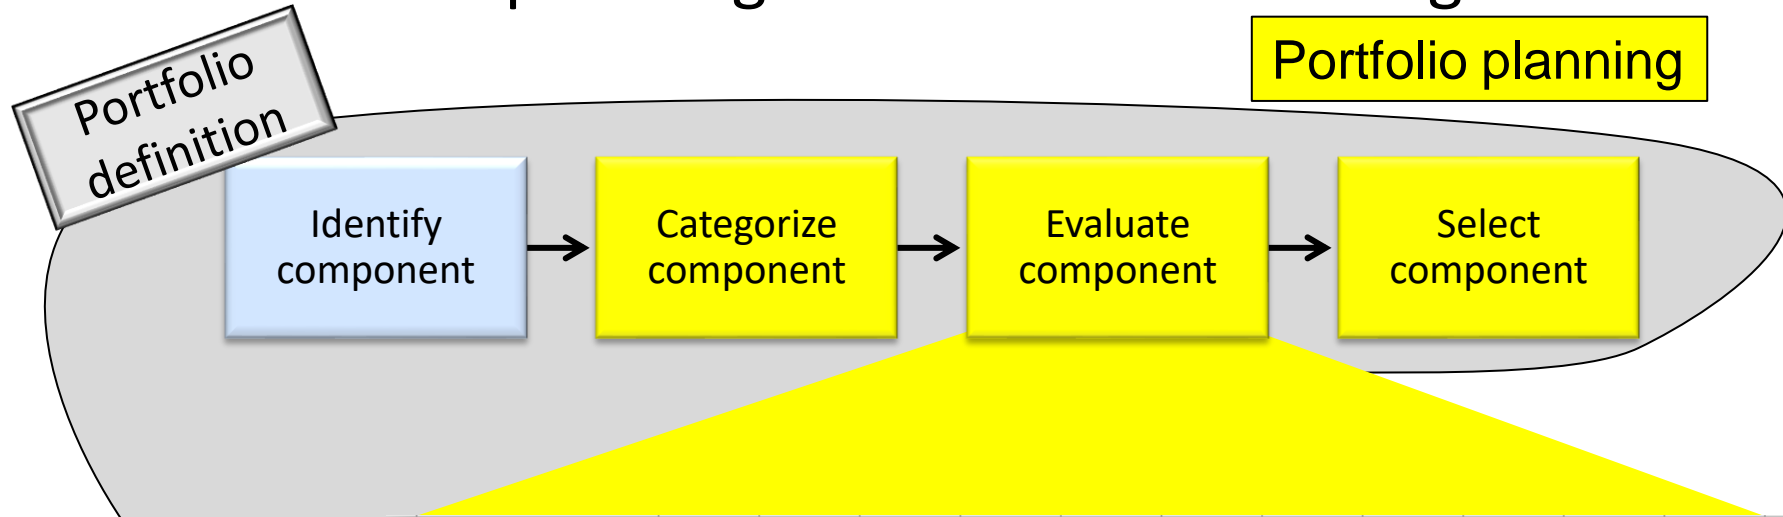 Portfolio planning
Portfolio
definition
Identify
component
Categorize
component
Evaluate
component
Select
component